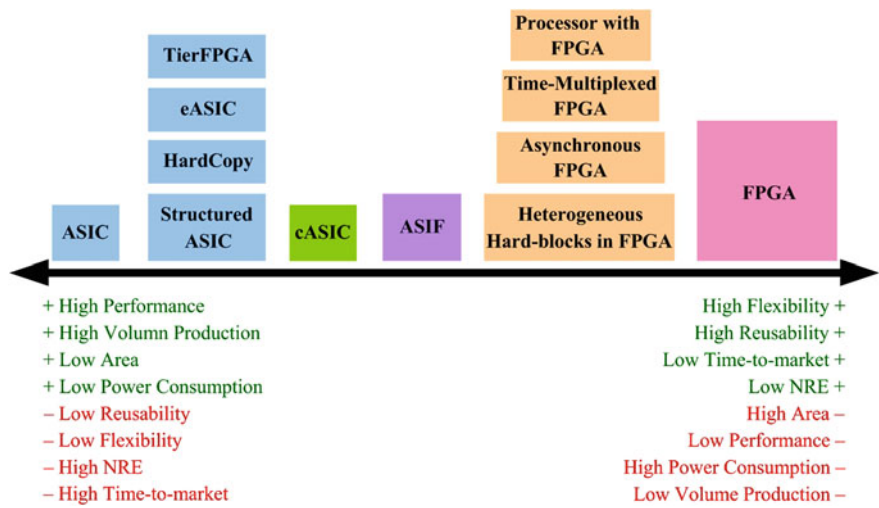 TierFPGA
eASIC
HardCopy
Structured
ASIC
ASIC
cASIC
ASIF
Processor with
FPGA
Time-Multiplexed
FPGA
Asynchronous
FPGA
Heterogeneous
Hard-blocks in FPGA
FPGA
+ High Performance
+ High Volumn Production
+ Low Area
+ Low Power Consumption
– Low Reusability
– Low Flexibility
– High NRE
– High Time-to-market
High Flexibility +
High Reusability +
Low Time-to-market +
Low NRE +
High Area –
Low Performance –
High Power Consumption –
Low Volume Production –